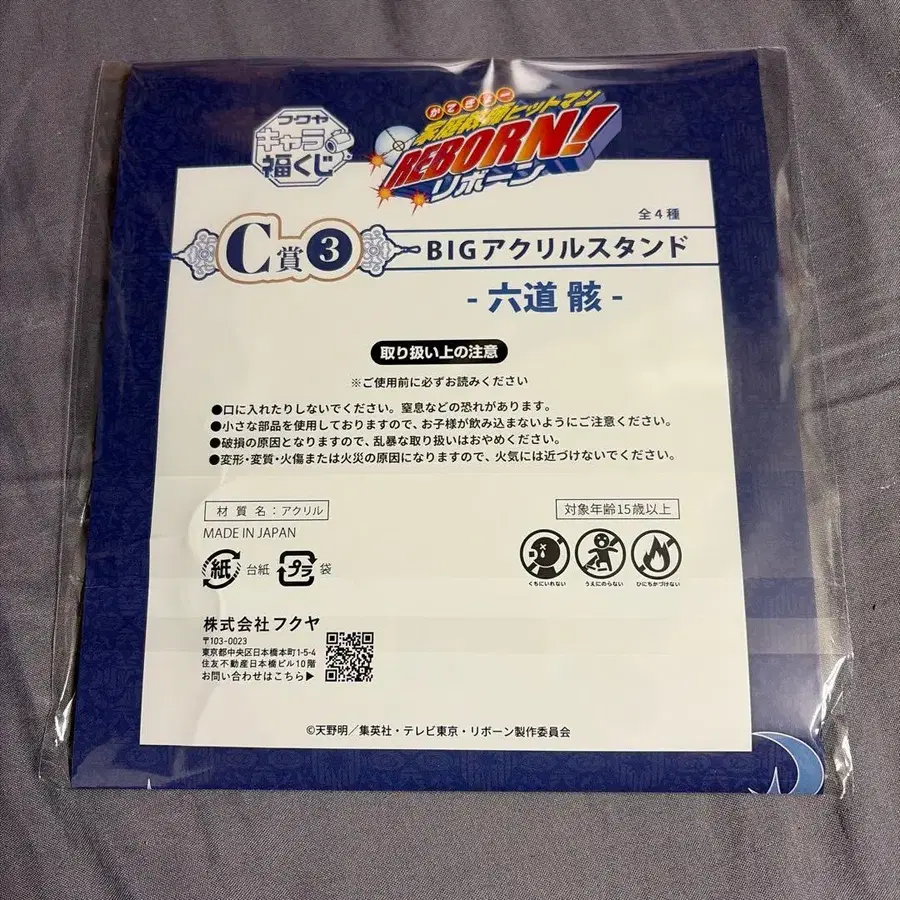 フクヤ
キャラ
福くじ
かてきょー
家庭教師ヒットマン
REBORN!
リボーン
全4種
C賞3
BIGアクリルスタンド
- 六道 骸 -
取り扱い上の注意
※ご使用前に必ずお読みください
●口に入れたりしないでください。窒息などの恐れがあります。
●小さな部品を使用しておりますので、お子様が飲み込まないようにご注意ください。
●破損の原因となりますので、乱暴な取り扱いはおやめください。
●変形・変質・火傷または火災の原因になりますので、火気には近づけないでください。
材質名：アクリル
対象年齢15歳以上
MADE IN JAPAN
紙 台紙 プラ 袋
くちにいれない うえにのらない ひにちかづけない
株式会社フクヤ
〒103-0023
東京都中央区日本橋本町1-5-4
住友不動産日本橋ビル10階
お問い合わせはこちら▶
©天野明／集英社・テレビ東京・リボーン製作委員会